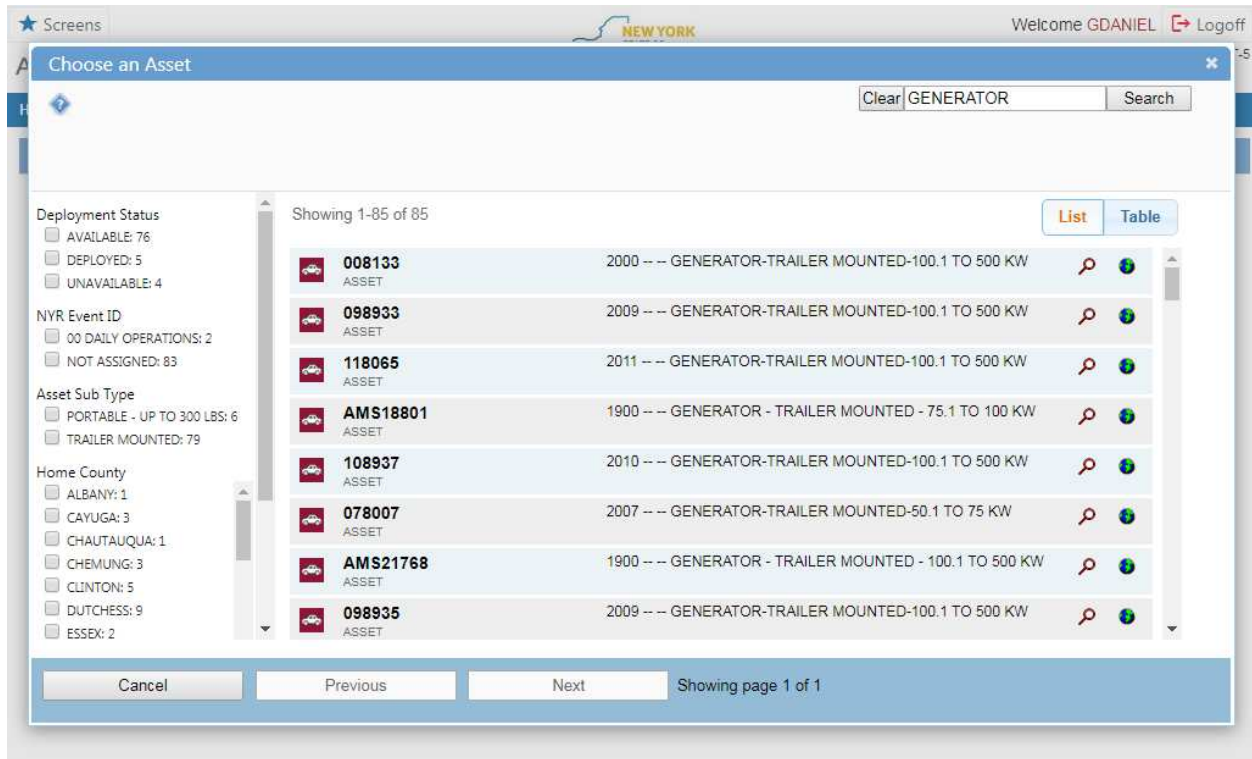 Screens
NEW YORK
Welcome GDANIEL Logoff
Choose an Asset
Clear GENERATOR Search
Deployment Status
AVAILABLE: 76
DEPLOYED: 5
UNAVAILABLE: 4
NYR Event ID
00 DAILY OPERATIONS: 2
NOT ASSIGNED: 83
Asset Sub Type
PORTABLE - UP TO 300 LBS: 6
TRAILER MOUNTED: 79
Home County
ALBANY: 1
CAYUGA: 3
CHAUTAUQUA: 1
CHEMUNG: 3
CLINTON: 5
DUTCHESS: 9
ESSEX: 2
Showing 1-85 of 85
List Table
008133 2000 -- -- GENERATOR-TRAILER MOUNTED-100.1 TO 500 KW
ASSET
098933 2009 -- -- GENERATOR-TRAILER MOUNTED-100.1 TO 500 KW
ASSET
118065 2011 -- -- GENERATOR-TRAILER MOUNTED-100.1 TO 500 KW
ASSET
AMS18801 1900 -- -- GENERATOR - TRAILER MOUNTED - 75.1 TO 100 KW
ASSET
108937 2010 -- -- GENERATOR-TRAILER MOUNTED-100.1 TO 500 KW
ASSET
078007 2007 -- -- GENERATOR-TRAILER MOUNTED-50.1 TO 75 KW
ASSET
AMS21768 1900 -- -- GENERATOR - TRAILER MOUNTED - 100.1 TO 500 KW
ASSET
098935 2009 -- -- GENERATOR-TRAILER MOUNTED-100.1 TO 500 KW
ASSET
Cancel Previous Next Showing page 1 of 1